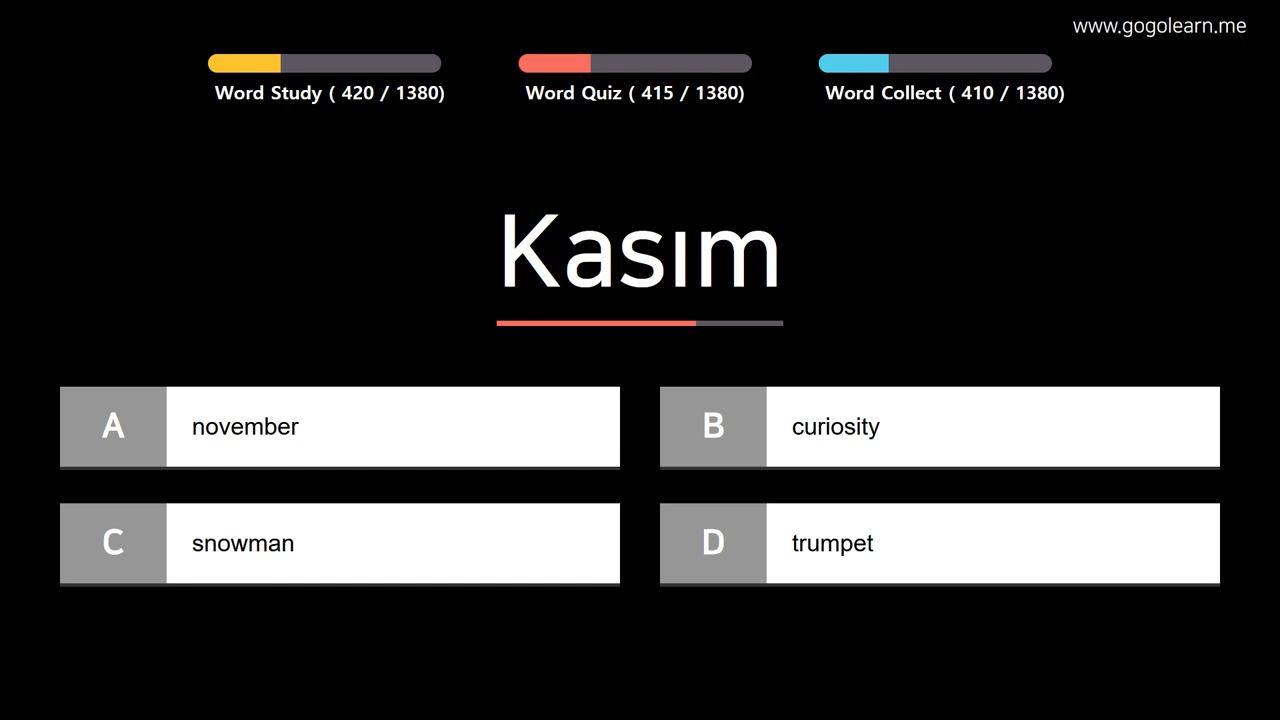 www.gogolearn.me
Word Study ( 420 / 1380)
Word Quiz ( 415 / 1380)
Word Collect ( 410 / 1380)
Kasım
A november
B curiosity
C snowman
D trumpet